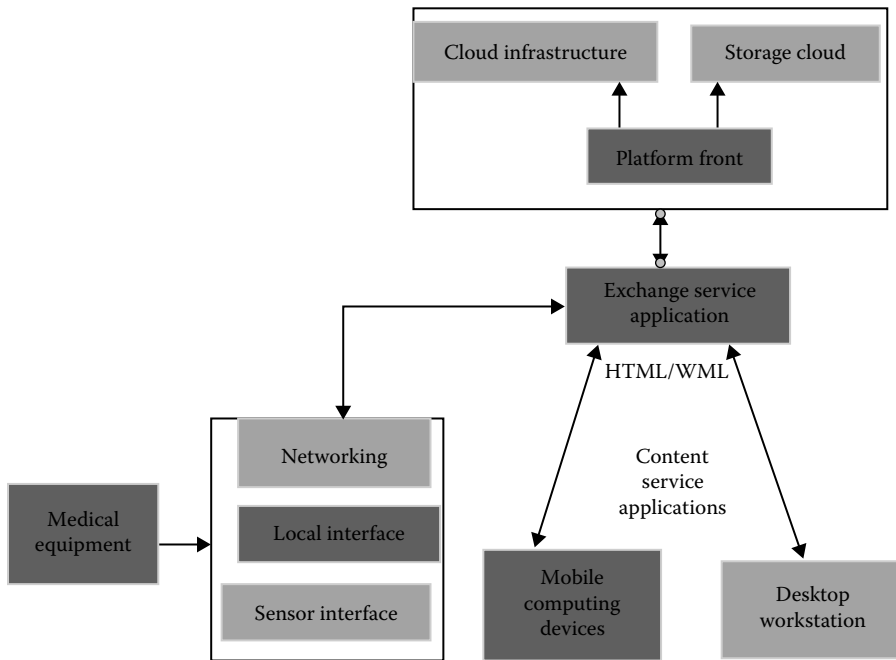 Cloud infrastructure
Storage cloud
Platform front
Exchange service
application
HTML/WML
Networking
Content
service
applications
Medical
equipment
Local interface
Sensor interface
Mobile
computing
devices
Desktop
workstation